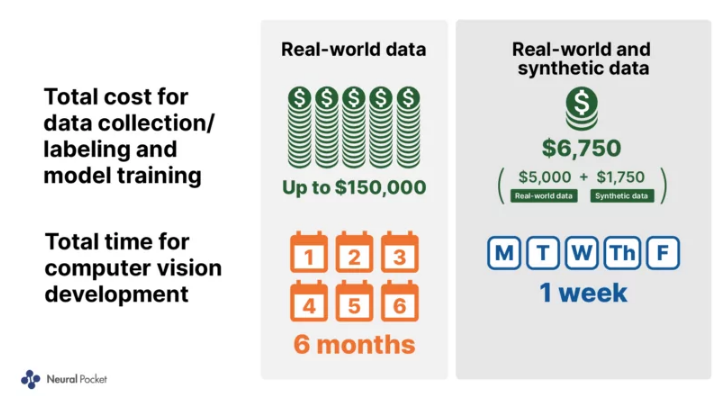 Real-world data
Real-world and
synthetic data
Total cost for
data collection/
labeling and
model training
$ $ $ $ $
Up to $150,000
$
$6,750
( $5,000 + $1,750 )
Real-world data Synthetic data
Total time for
computer vision
development
1 2 3
4 5 6
6 months
M T W Th F
1 week
Neural Pocket